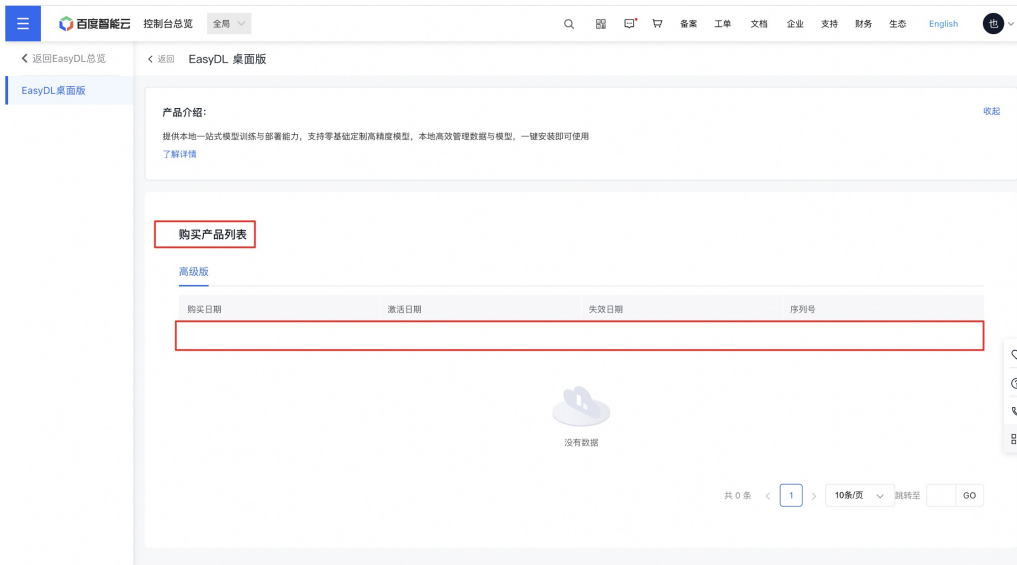 百度智能云 控制台总览 全局 备案 工单 文档 企业 支持 财务 生态 English 也
返回EasyDL总览
返回 EasyDL 桌面版
EasyDL桌面版
产品介绍：
收起
提供本地一站式模型训练与部署能力，支持零基础定制高精度模型，本地高效管理数据与模型，一键安装即可使用
了解详情
购买产品列表
高级版
购买日期 激活日期 失效日期 序列号
没有数据
共 0 条 1 10条/页 跳转至 GO